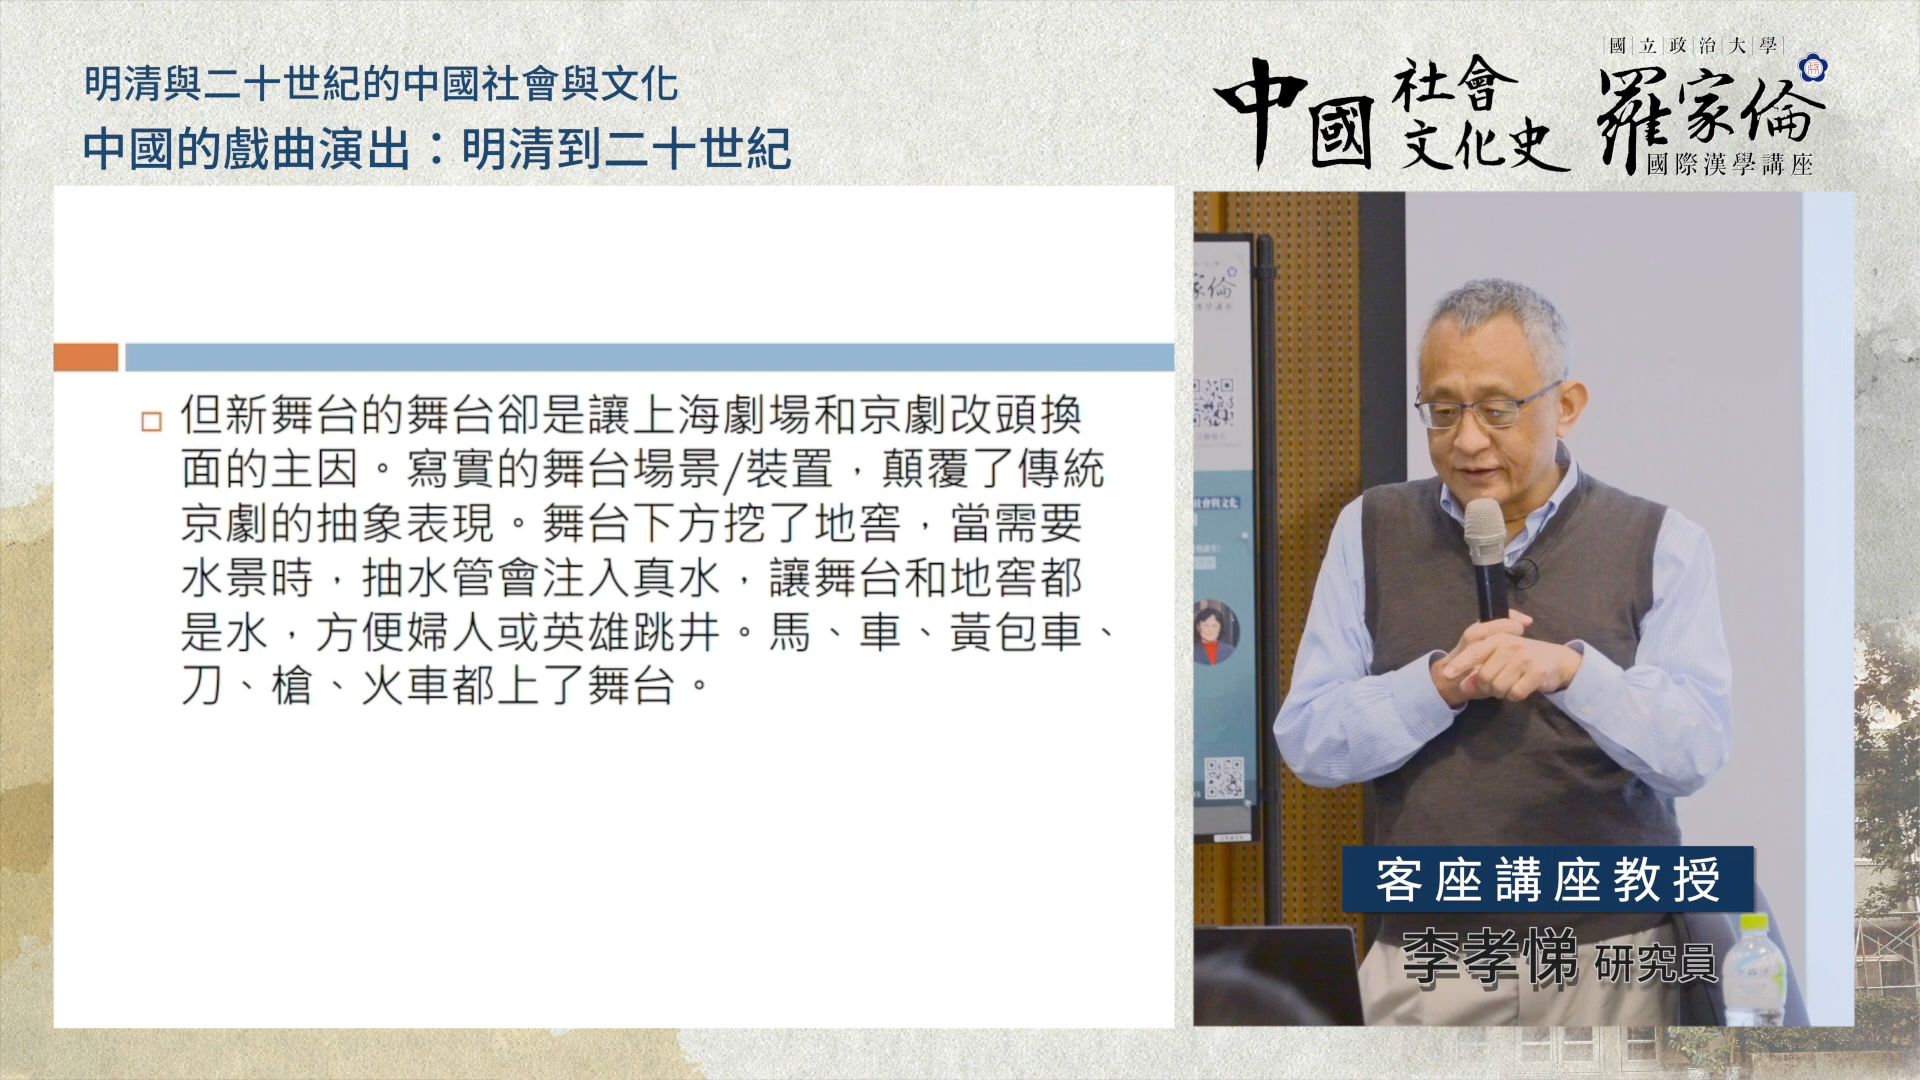 明清與二十世紀的中國社會與文化
中國的戲曲演出：明清到二十世紀
中國社會文化史
國立政治大學
羅家倫
國際漢學講座
但新舞台的舞台卻是讓上海劇場和京劇改頭換
面的主因。寫實的舞台場景/裝置，顛覆了傳統
京劇的抽象表現。舞台下方挖了地窖，當需要
水景時，抽水管會注入真水，讓舞台和地窖都
是水，方便婦人或英雄跳井。馬、車、黃包車、
刀、槍、火車都上了舞台。
家倫
社會與文化
客座講座教授
李孝悌 研究員